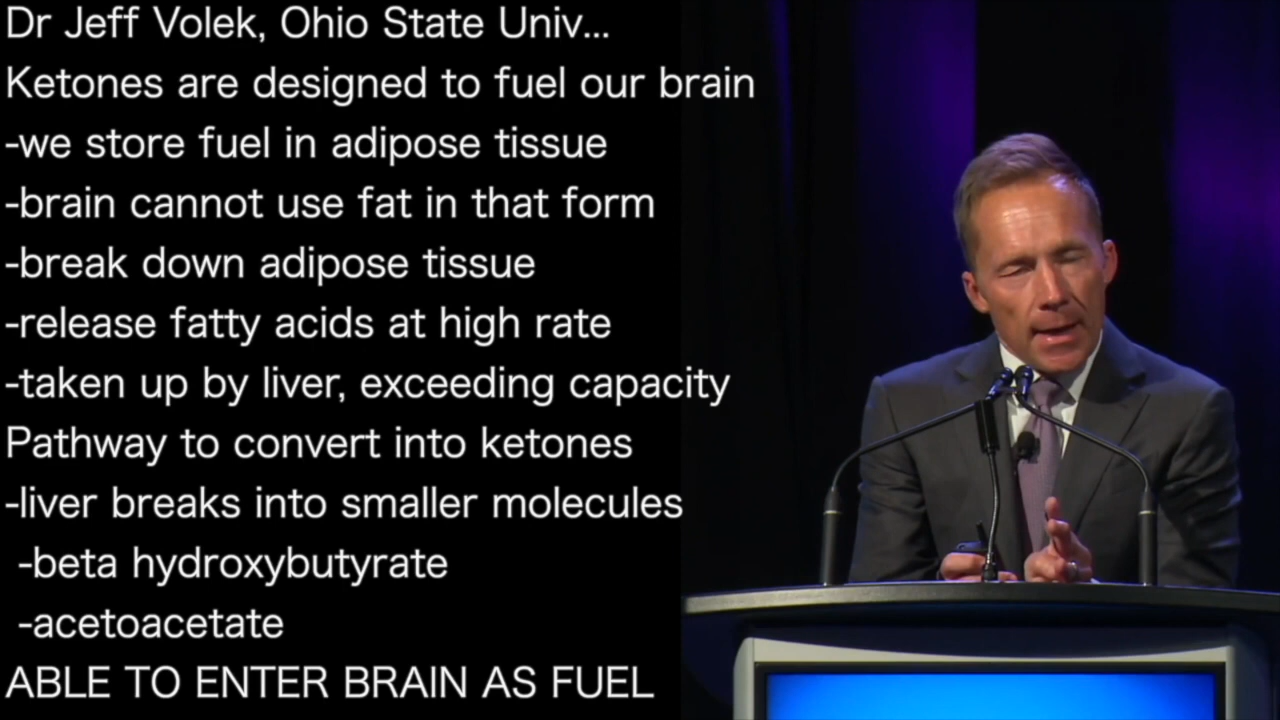 Dr Jeff Volek, Ohio State Univ...
Ketones are designed to fuel our brain
-we store fuel in adipose tissue
-brain cannot use fat in that form
-break down adipose tissue
-release fatty acids at high rate
-taken up by liver, exceeding capacity
Pathway to convert into ketones
-liver breaks into smaller molecules
-beta hydroxybutyrate
-acetoacetate
ABLE TO ENTER BRAIN AS FUEL